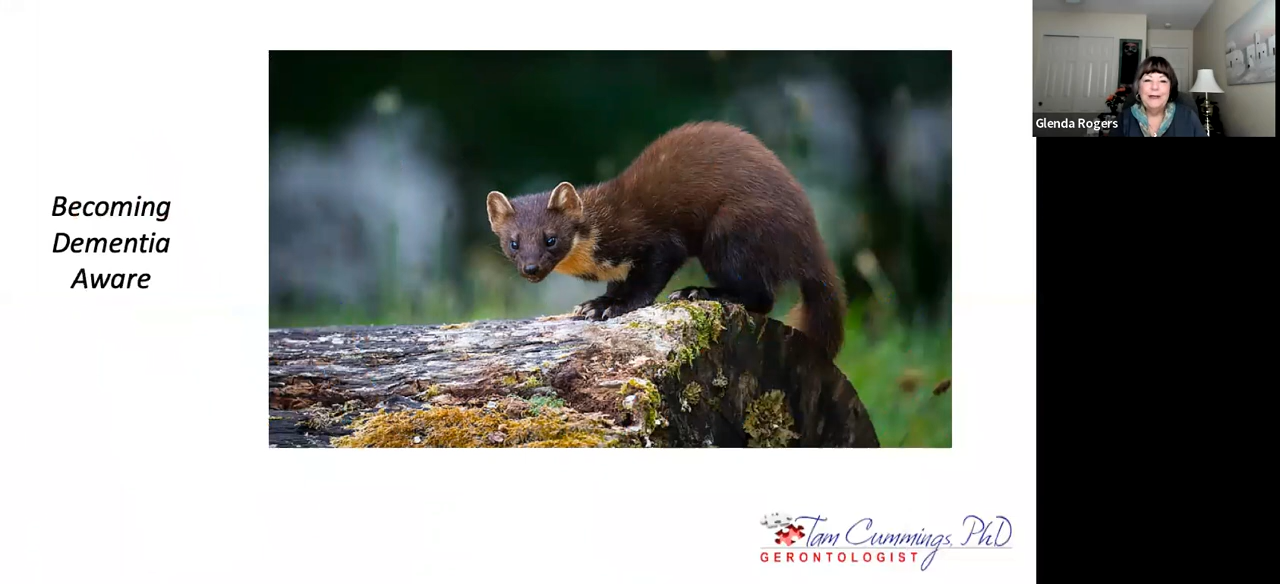 Becoming
Dementia
Aware
Glenda Rogers
Tam Cummings, PhD
GERONTOLOGIST